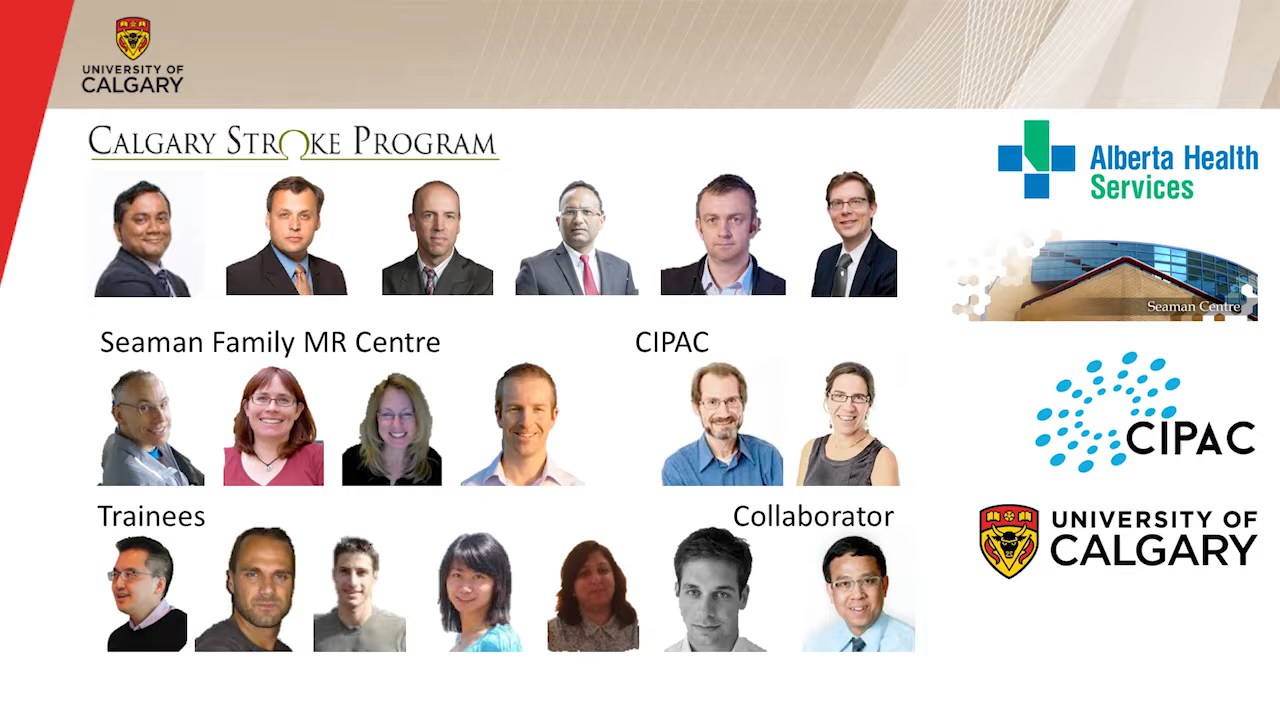 UNIVERSITY OF
CALGARY
CALGARY STROKE PROGRAM
Alberta Health
Services
Seaman Centre
Seaman Family MR Centre
CIPAC
CIPAC
Trainees
Collaborator
UNIVERSITY OF
CALGARY